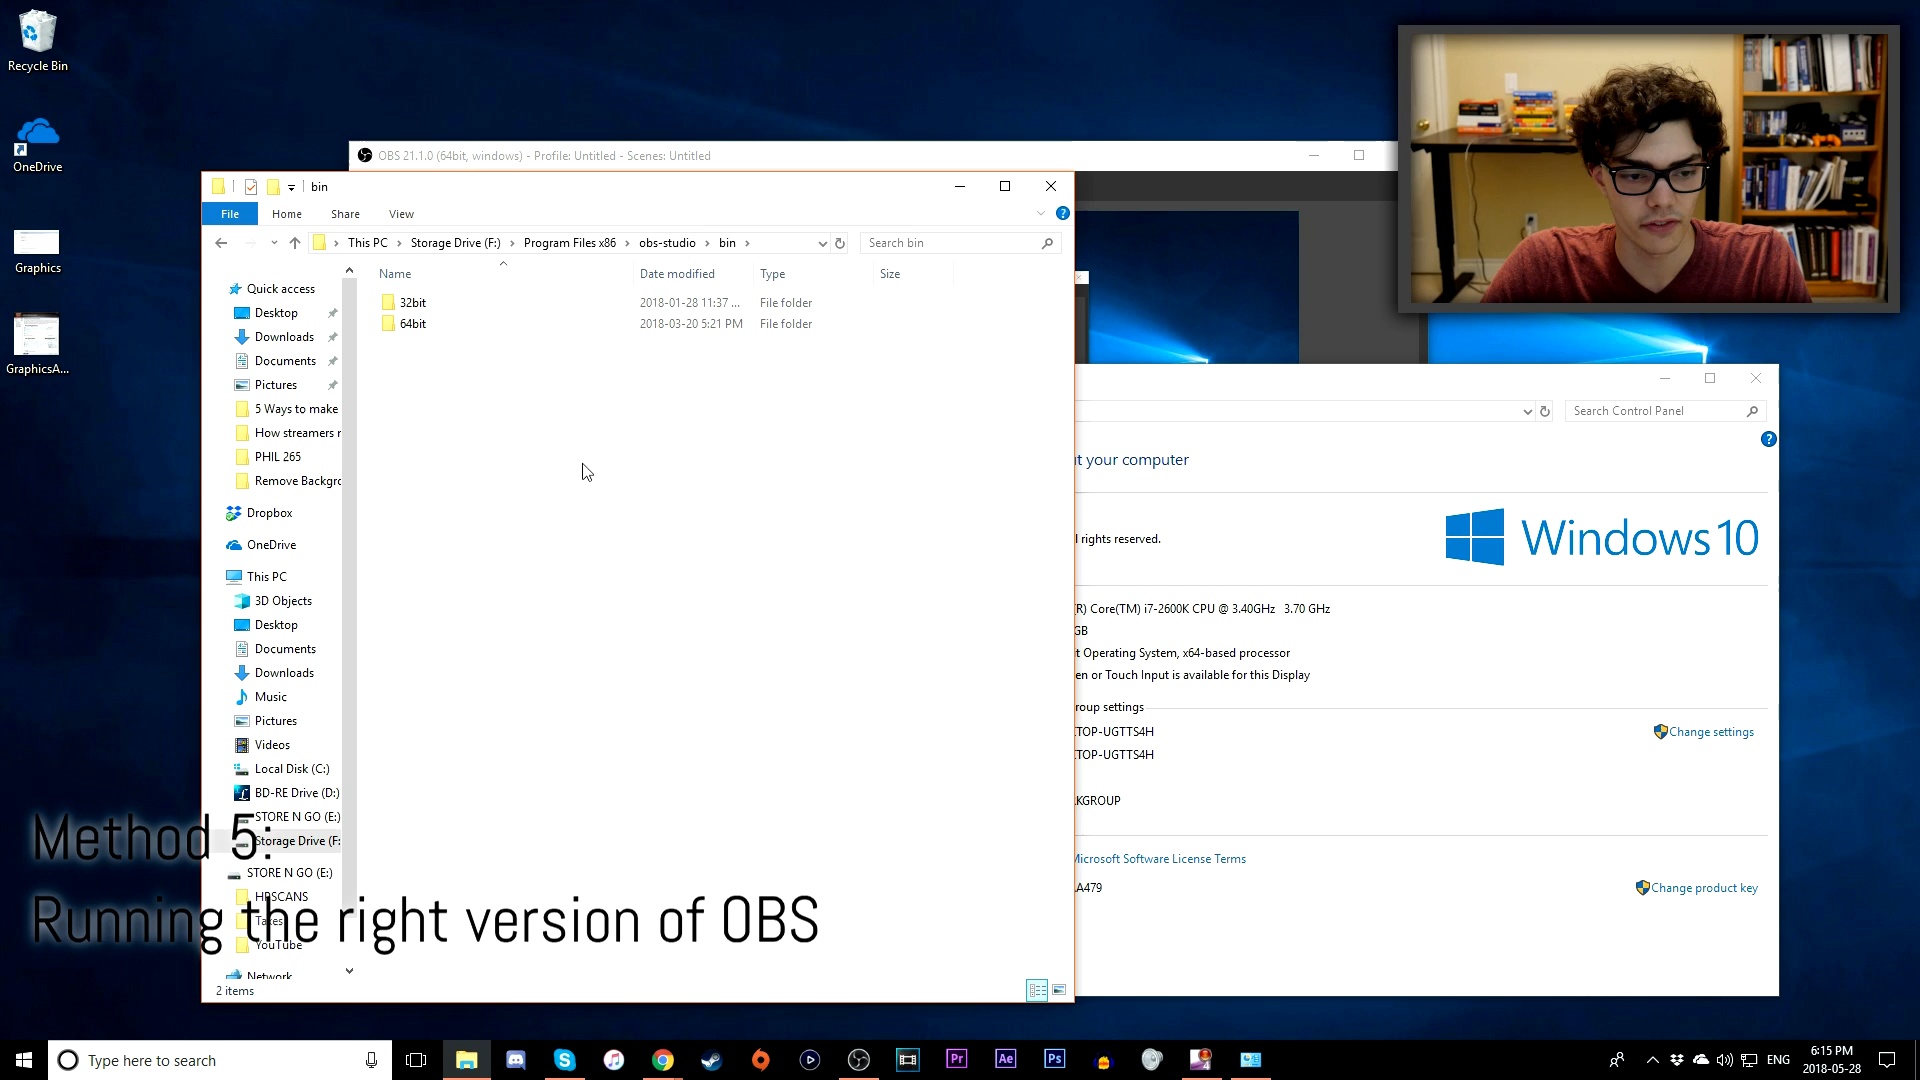 Recycle Bin
OneDrive
Graphics
GraphicsA...
OBS 21.1.0 (64bit, windows) - Profile: Untitled - Scenes: Untitled
bin
File Home Share View
This PC Storage Drive (F:) Program Files x86 obs-studio bin
Search bin
Name Date modified Type Size
32bit 2018-01-28 11:37 ... File folder
64bit 2018-03-20 5:21 PM File folder
Quick access
Desktop
Downloads
Documents
Pictures
5 Ways to make
How streamers r
PHIL 265
Remove Backgrc
Dropbox
OneDrive
This PC
3D Objects
Desktop
Documents
Downloads
Music
Pictures
Videos
Local Disk (C:)
BD-RE Drive (D:)
STORE N GO (E:)
Storage Drive (F:
STORE N GO (E:)
HPSCANS
Taxes
YouTube
Network
2 items
Method 5:
Running the right version of OBS
Search Control Panel
t your computer
l rights reserved.
Windows 10
R) Core(TM) i7-2600K CPU @ 3.40GHz 3.70 GHz
GB
t Operating System, x64-based processor
en or Touch Input is available for this Display
roup settings
TOP-UGTTS4H
Change settings
TOP-UGTTS4H
KGROUP
Microsoft Software License Terms
A479
Change product key
Type here to search
Pr
Ae
Ps
ENG
6:15 PM
2018-05-28